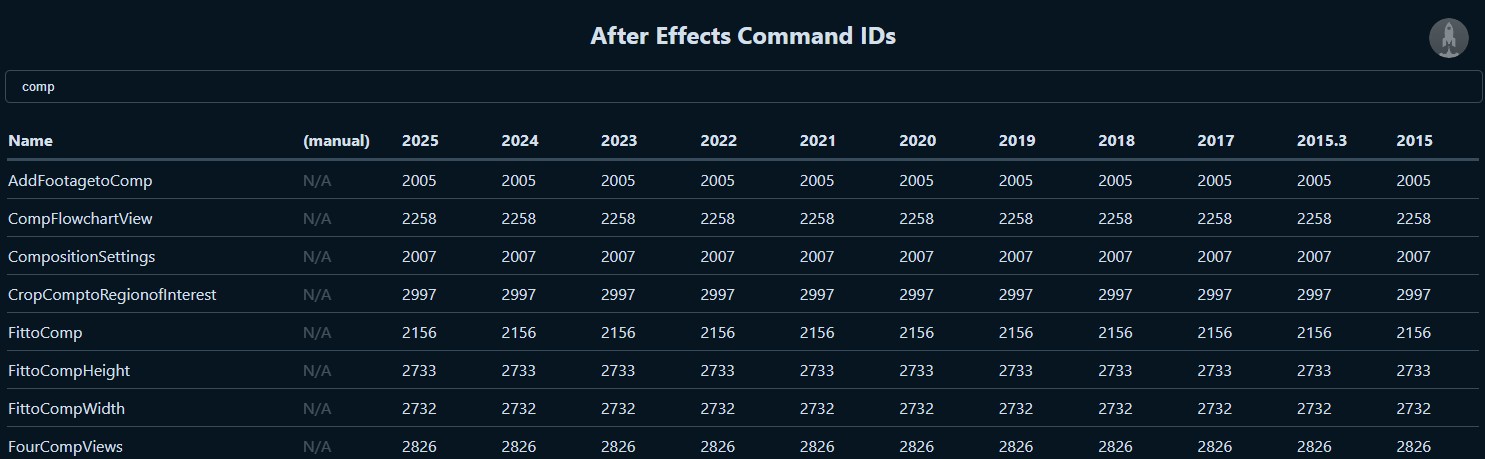 After Effects Command IDs
comp
Name (manual) 2025 2024 2023 2022 2021 2020 2019 2018 2017 2015.3 2015
AddFootagetoComp N/A 2005 2005 2005 2005 2005 2005 2005 2005 2005 2005 2005
CompFlowchartView N/A 2258 2258 2258 2258 2258 2258 2258 2258 2258 2258 2258
CompositionSettings N/A 2007 2007 2007 2007 2007 2007 2007 2007 2007 2007 2007
CropComptoRegionofInterest N/A 2997 2997 2997 2997 2997 2997 2997 2997 2997 2997 2997
FittoComp N/A 2156 2156 2156 2156 2156 2156 2156 2156 2156 2156 2156
FittoCompHeight N/A 2733 2733 2733 2733 2733 2733 2733 2733 2733 2733 2733
FittoCompWidth N/A 2732 2732 2732 2732 2732 2732 2732 2732 2732 2732 2732
FourCompViews N/A 2826 2826 2826 2826 2826 2826 2826 2826 2826 2826 2826